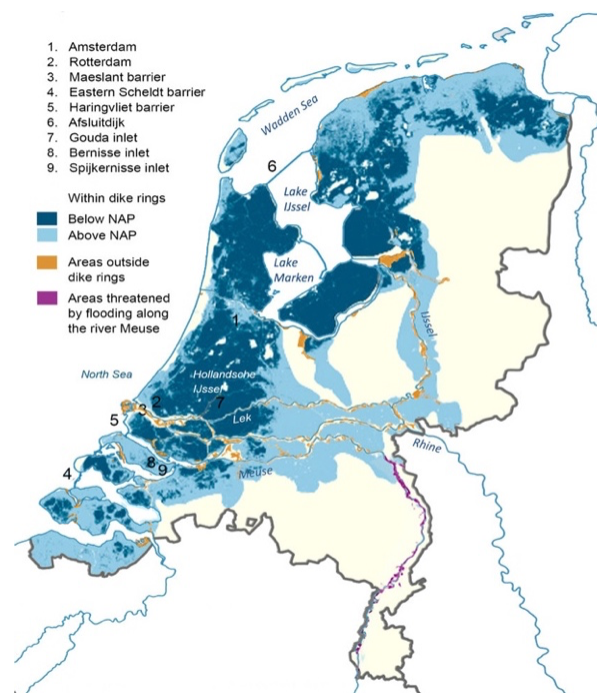 1. Amsterdam
2. Rotterdam
3. Maeslant barrier
4. Eastern Scheldt barrier
5. Haringvliet barrier
6. Afsluitdijk
7. Gouda inlet
8. Bernisse inlet
9. Spijkernisse inlet
Within dike rings
Below NAP
Above NAP
Areas outside
dike rings
Areas threatened
by flooding along
the river Meuse
Wadden Sea
6
Lake
IJssel
Lake
Marken
1
IJssel
North Sea
Hollandsche
IJssel
2
7
3
5
Lek
Rhine
8
9
4
Meuse